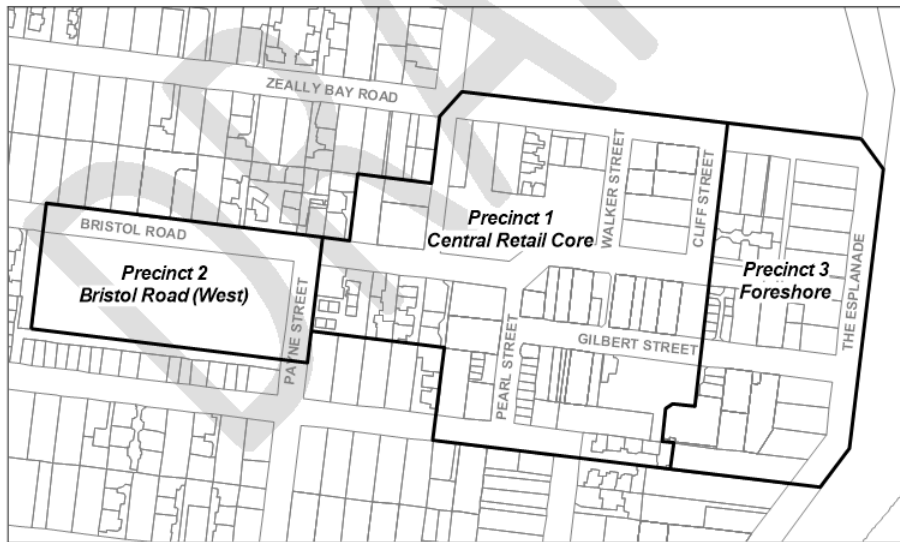 DRAF
ZEALLY BAY ROAD
WALKER STREET
CLIFF STREET
Precinct 1
Central Retail Core
BRISTOL ROAD
Precinct 2
Bristol Road (West)
PAYNE STREET
Precinct 3
Foreshore
THE ESPLANADE
GILBERT STREET
PEARL STREET